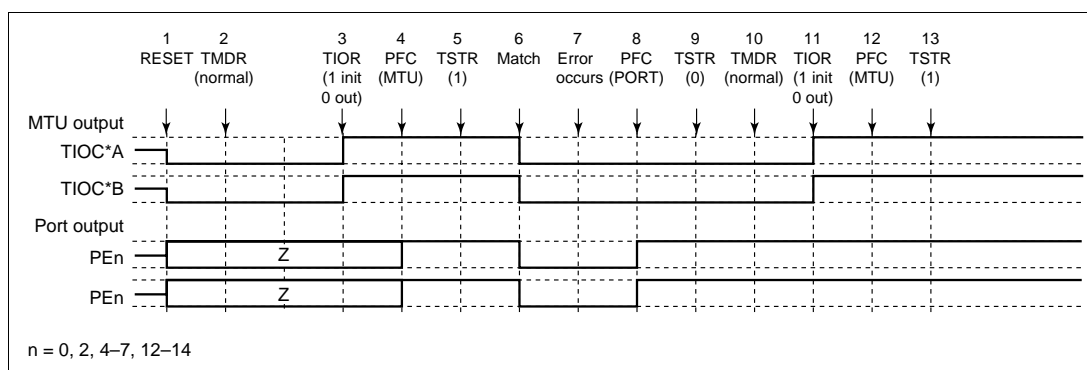 1 2 3 4 5 6 7 8 9 10 11 12 13
RESET TMDR TIOR PFC TSTR Match Error PFC TSTR TMDR TIOR PFC TSTR
(normal) (1 init (MTU) (1) occurs (PORT) (0) (normal) (1 init (MTU) (1)
0 out) 0 out)
MTU output
TIOC*A
TIOC*B
Port output
PEn Z
PEn Z
n = 0, 2, 4–7, 12–14